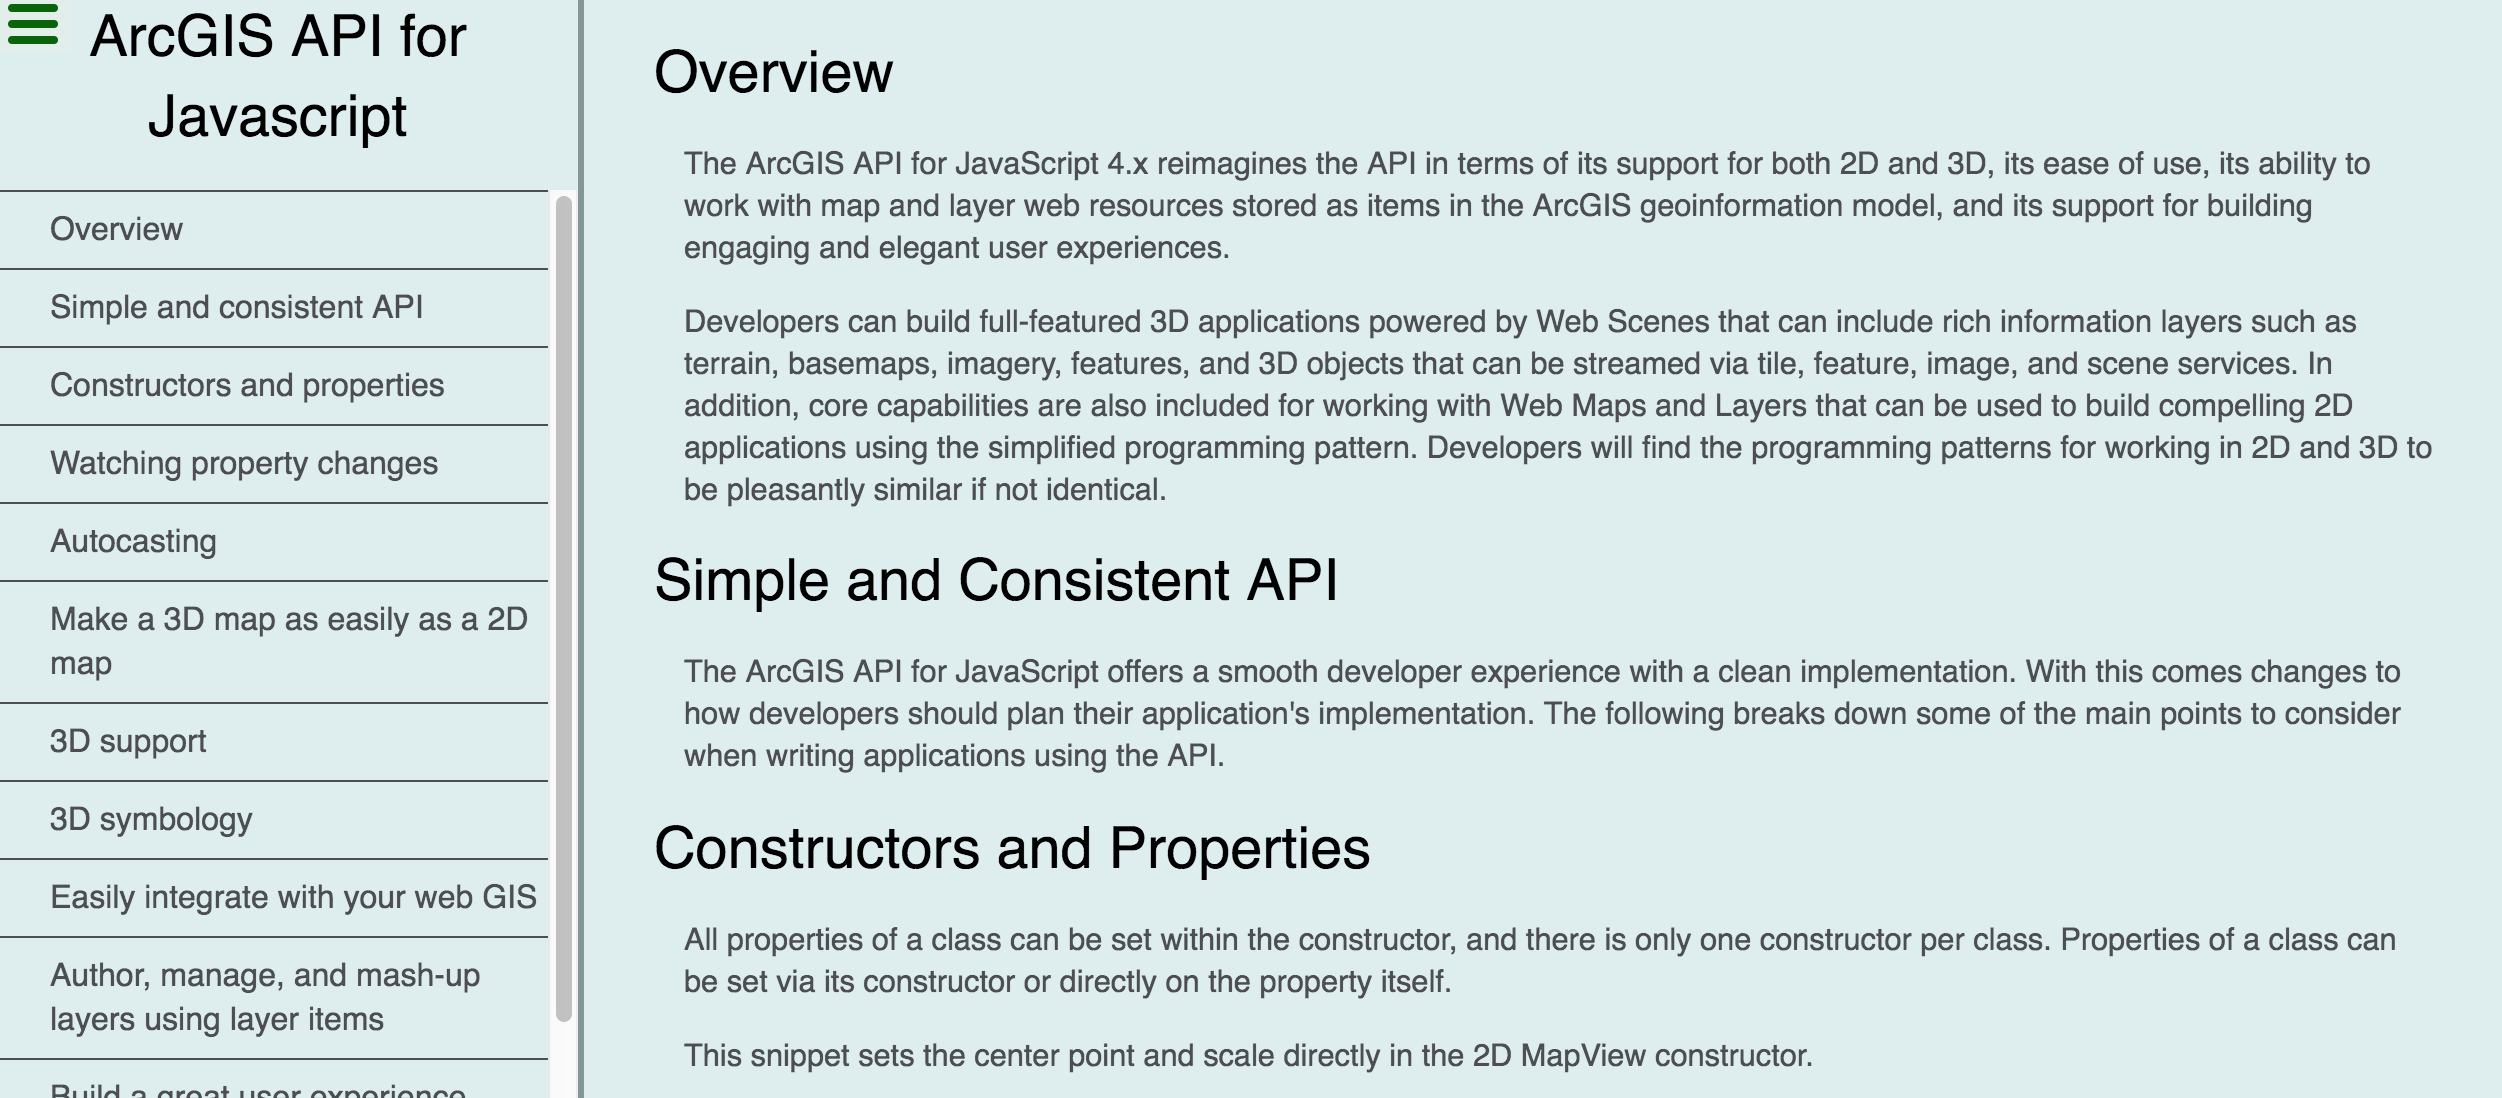 ArcGIS API for
Javascript
Overview
Simple and consistent API
Constructors and properties
Watching property changes
Autocasting
Make a 3D map as easily as a 2D
map
3D support
3D symbology
Easily integrate with your web GIS
Author, manage, and mash-up
layers using layer items
Build a great user experience
Overview
The ArcGIS API for JavaScript 4.x reimagines the API in terms of its support for both 2D and 3D, its ease of use, its ability to
work with map and layer web resources stored as items in the ArcGIS geoinformation model, and its support for building
engaging and elegant user experiences.
Developers can build full-featured 3D applications powered by Web Scenes that can include rich information layers such as
terrain, basemaps, imagery, features, and 3D objects that can be streamed via tile, feature, image, and scene services. In
addition, core capabilities are also included for working with Web Maps and Layers that can be used to build compelling 2D
applications using the simplified programming pattern. Developers will find the programming patterns for working in 2D and 3D to
be pleasantly similar if not identical.
Simple and Consistent API
The ArcGIS API for JavaScript offers a smooth developer experience with a clean implementation. With this comes changes to
how developers should plan their application's implementation. The following breaks down some of the main points to consider
when writing applications using the API.
Constructors and Properties
All properties of a class can be set within the constructor, and there is only one constructor per class. Properties of a class can
be set via its constructor or directly on the property itself.
This snippet sets the center point and scale directly in the 2D MapView constructor.